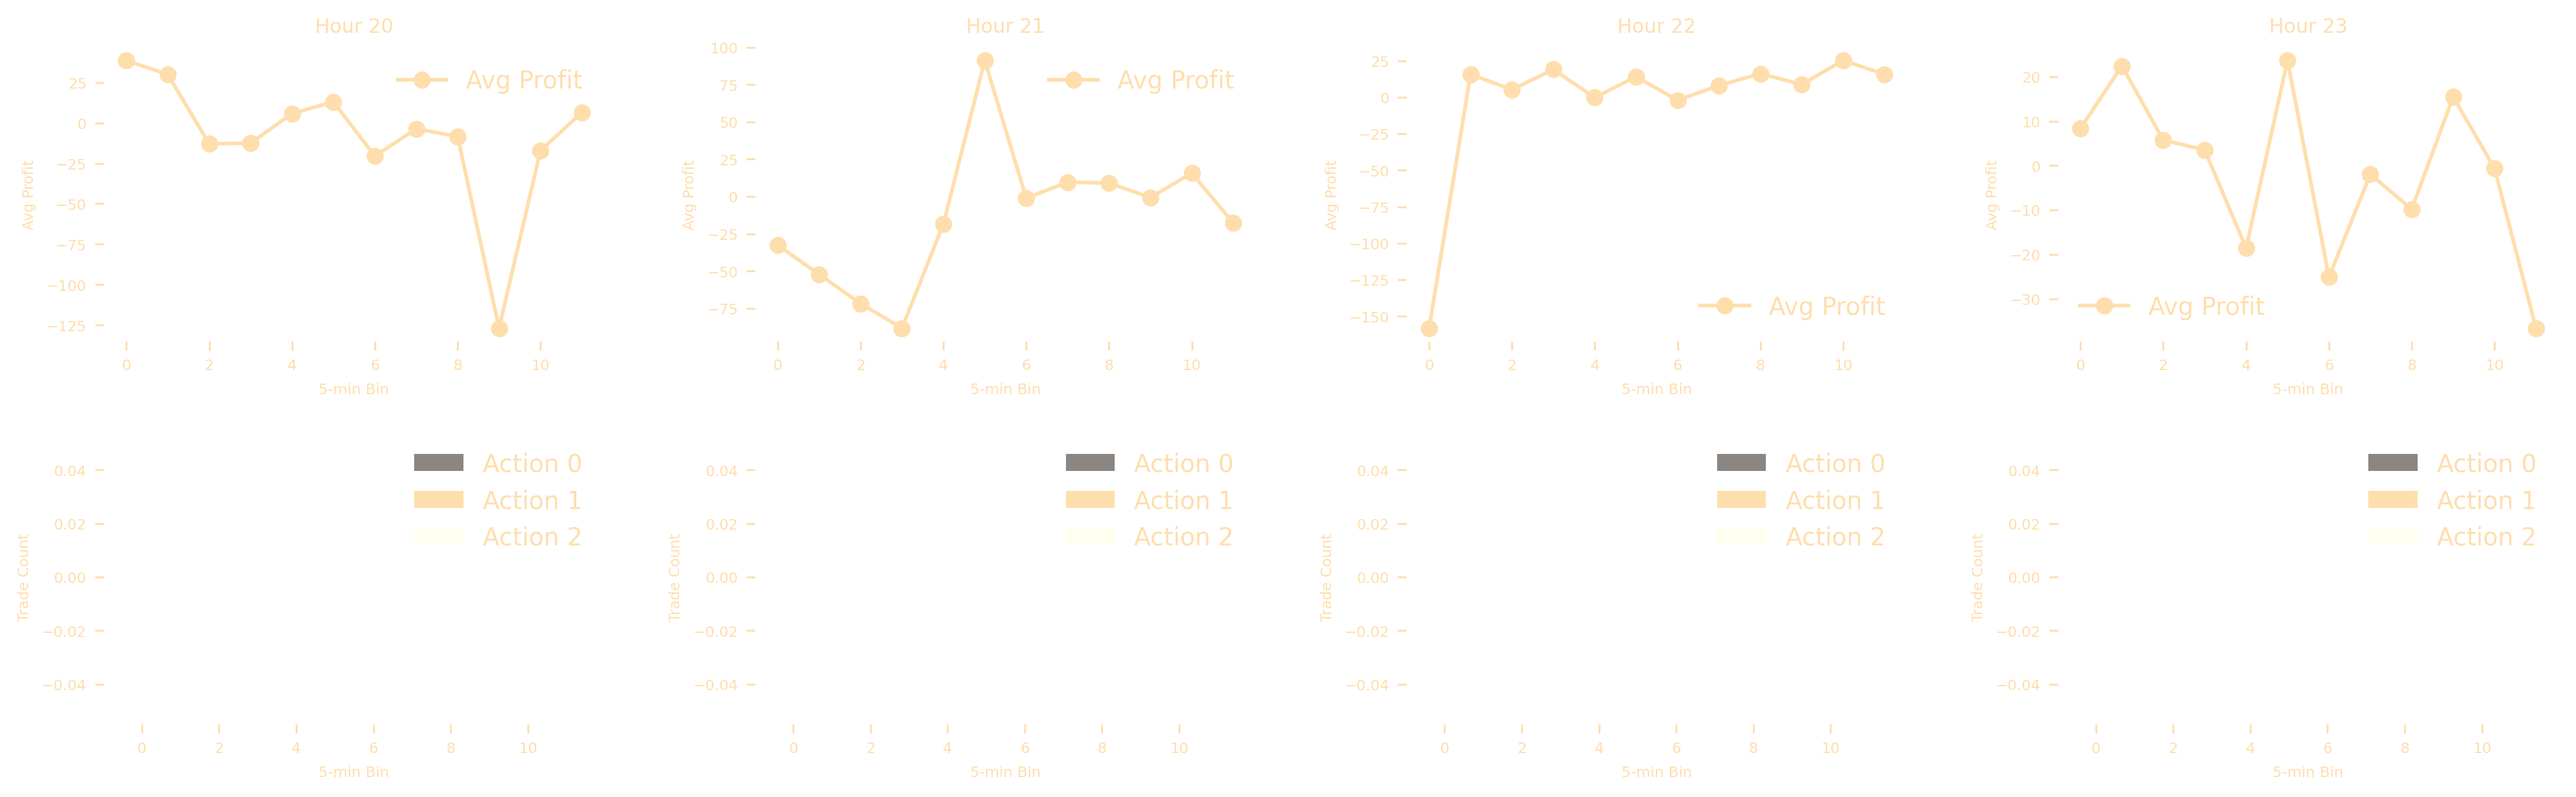 Hour 20
Avg Profit
25
0
−25
−50
−75
−100
−125
Avg Profit
0 2 4 6 8 10
5-min Bin
Hour 21
Avg Profit
100
75
50
25
0
−25
−50
−75
Avg Profit
0 2 4 6 8 10
5-min Bin
Hour 22
Avg Profit
25
0
−25
−50
−75
−100
−125
−150
Avg Profit
0 2 4 6 8 10
5-min Bin
Hour 23
Avg Profit
20
10
0
−10
−20
−30
Avg Profit
0 2 4 6 8 10
5-min Bin
Action 0
Action 1
Action 2
0.04
0.02
0.00
−0.02
−0.04
Trade Count
0 2 4 6 8 10
5-min Bin
Action 0
Action 1
Action 2
0.04
0.02
0.00
−0.02
−0.04
Trade Count
0 2 4 6 8 10
5-min Bin
Action 0
Action 1
Action 2
0.04
0.02
0.00
−0.02
−0.04
Trade Count
0 2 4 6 8 10
5-min Bin
Action 0
Action 1
Action 2
0.04
0.02
0.00
−0.02
−0.04
Trade Count
0 2 4 6 8 10
5-min Bin